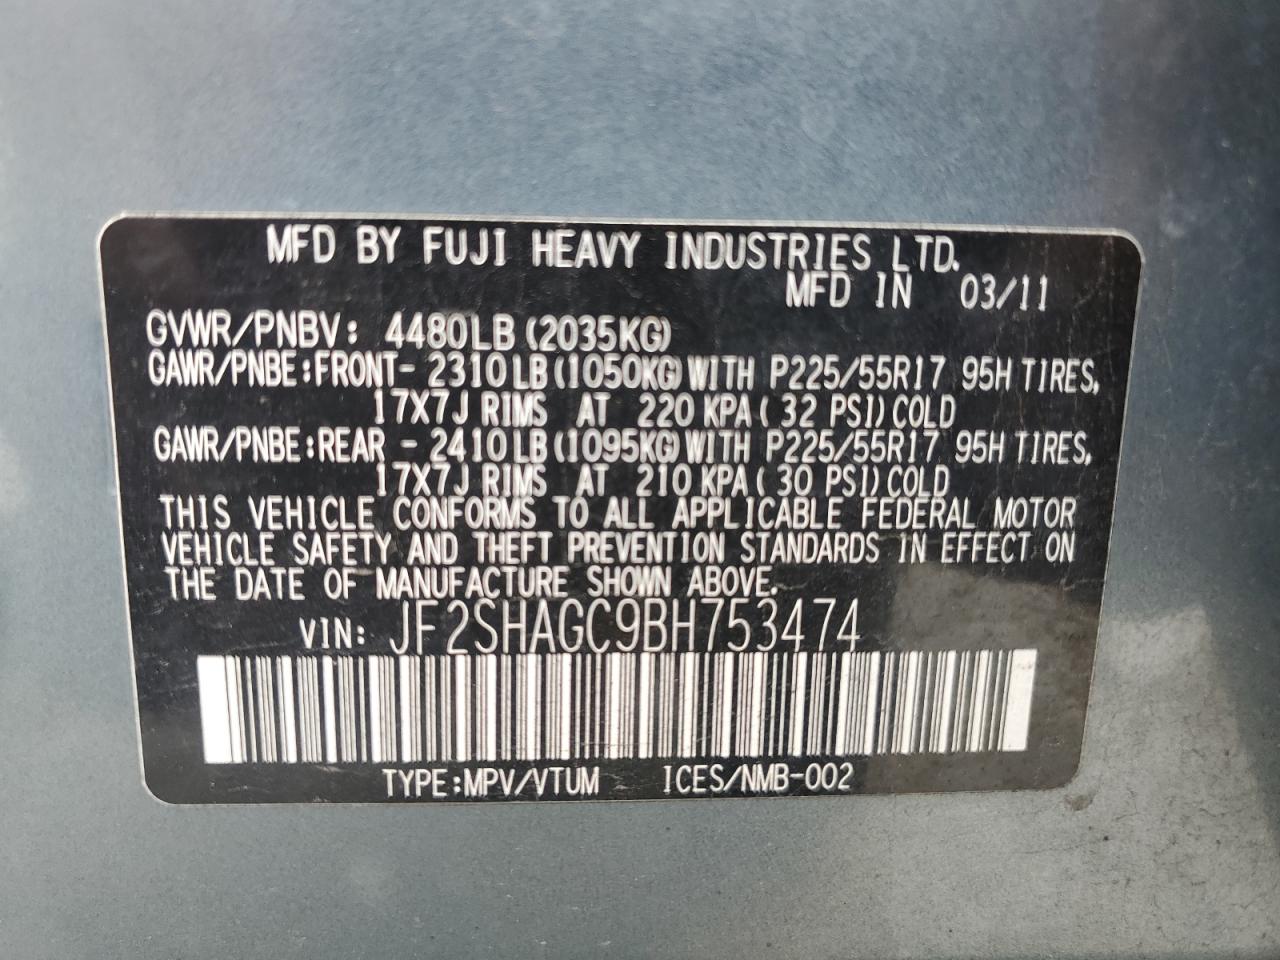 MFD BY FUJI HEAVY INDUSTRIES LTD.
MFD IN 03/11
GVWR/PNBV: 4480LB (2035KG)
GAWR/PNBE:FRONT- 2310LB (1050KG) WITH P225/55R17 95H TIRES,
17X7J RIMS AT 220 KPA ( 32 PSI) COLD
GAWR/PNBE:REAR - 2410LB (1095KG) WITH P225/55R17 95H TIRES,
17X7J RIMS AT 210 KPA ( 30 PSI) COLD
THIS VEHICLE CONFORMS TO ALL APPLICABLE FEDERAL MOTOR
VEHICLE SAFETY AND THEFT PREVENTION STANDARDS IN EFFECT ON
THE DATE OF MANUFACTURE SHOWN ABOVE.
VIN: JF2SHAGC9BH753474
TYPE:MPV/VTUM ICES/NMB-002